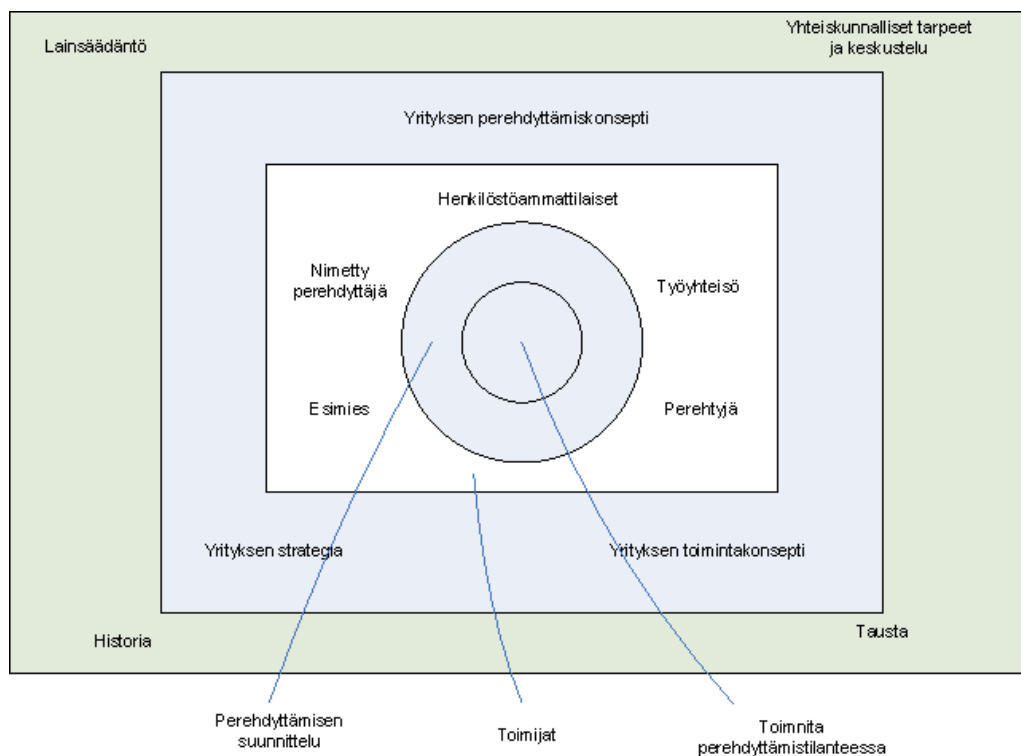 Lainsäädäntö
Yhteiskunnalliset tarpeet
ja keskustelu
Yrityksen perehdyttämiskonsepti
Henkilöstöammattilaiset
Nimetty
perehdyttäjä
Työyhteisö
Esimies
Perehtyjä
Yrityksen strategia
Yrityksen toimintakonsepti
Historia
Tausta
Perehdyttämisen
suunnittelu
Toimijat
Toimnita
perehdyttämistilanteessa